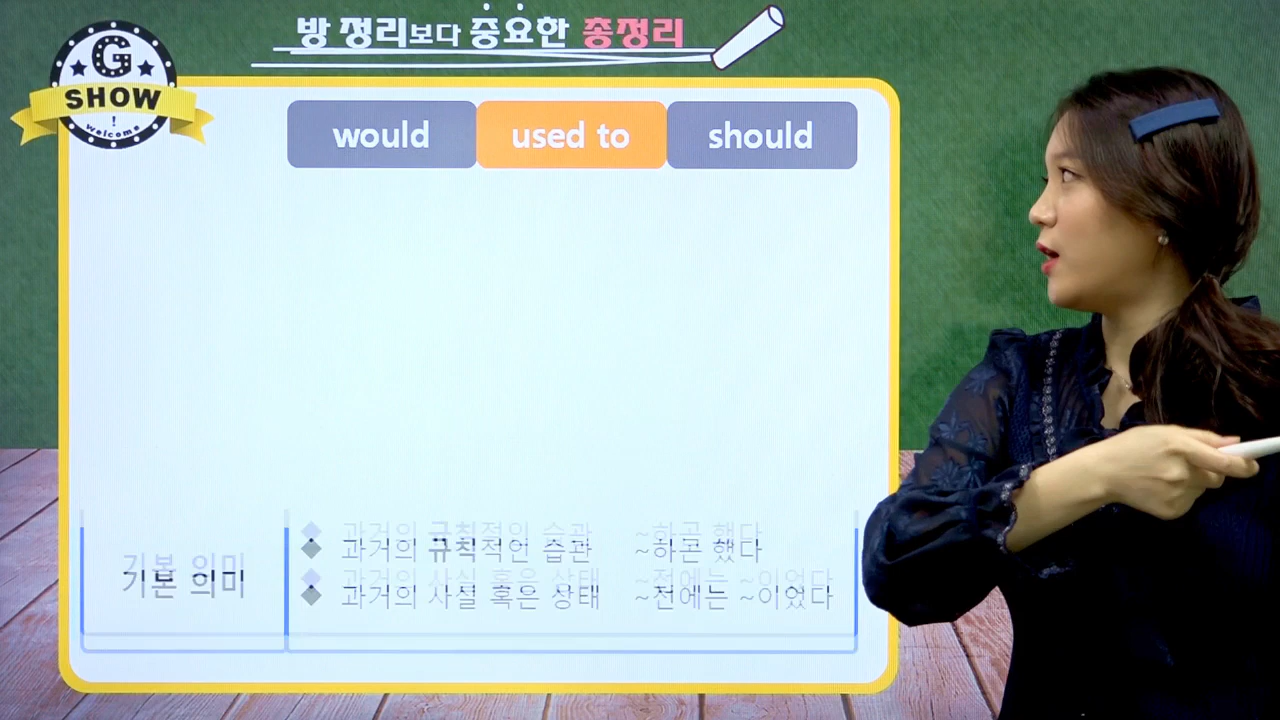 방 정리보다 중요한 총정리
G
SHOW
!
welcome
would used to should
기본 의미
◆ 과거의 규칙적인 습관 ~하곤 했다
◆ 과거의 사실 혹은 상태 ~전에는 ~이었다